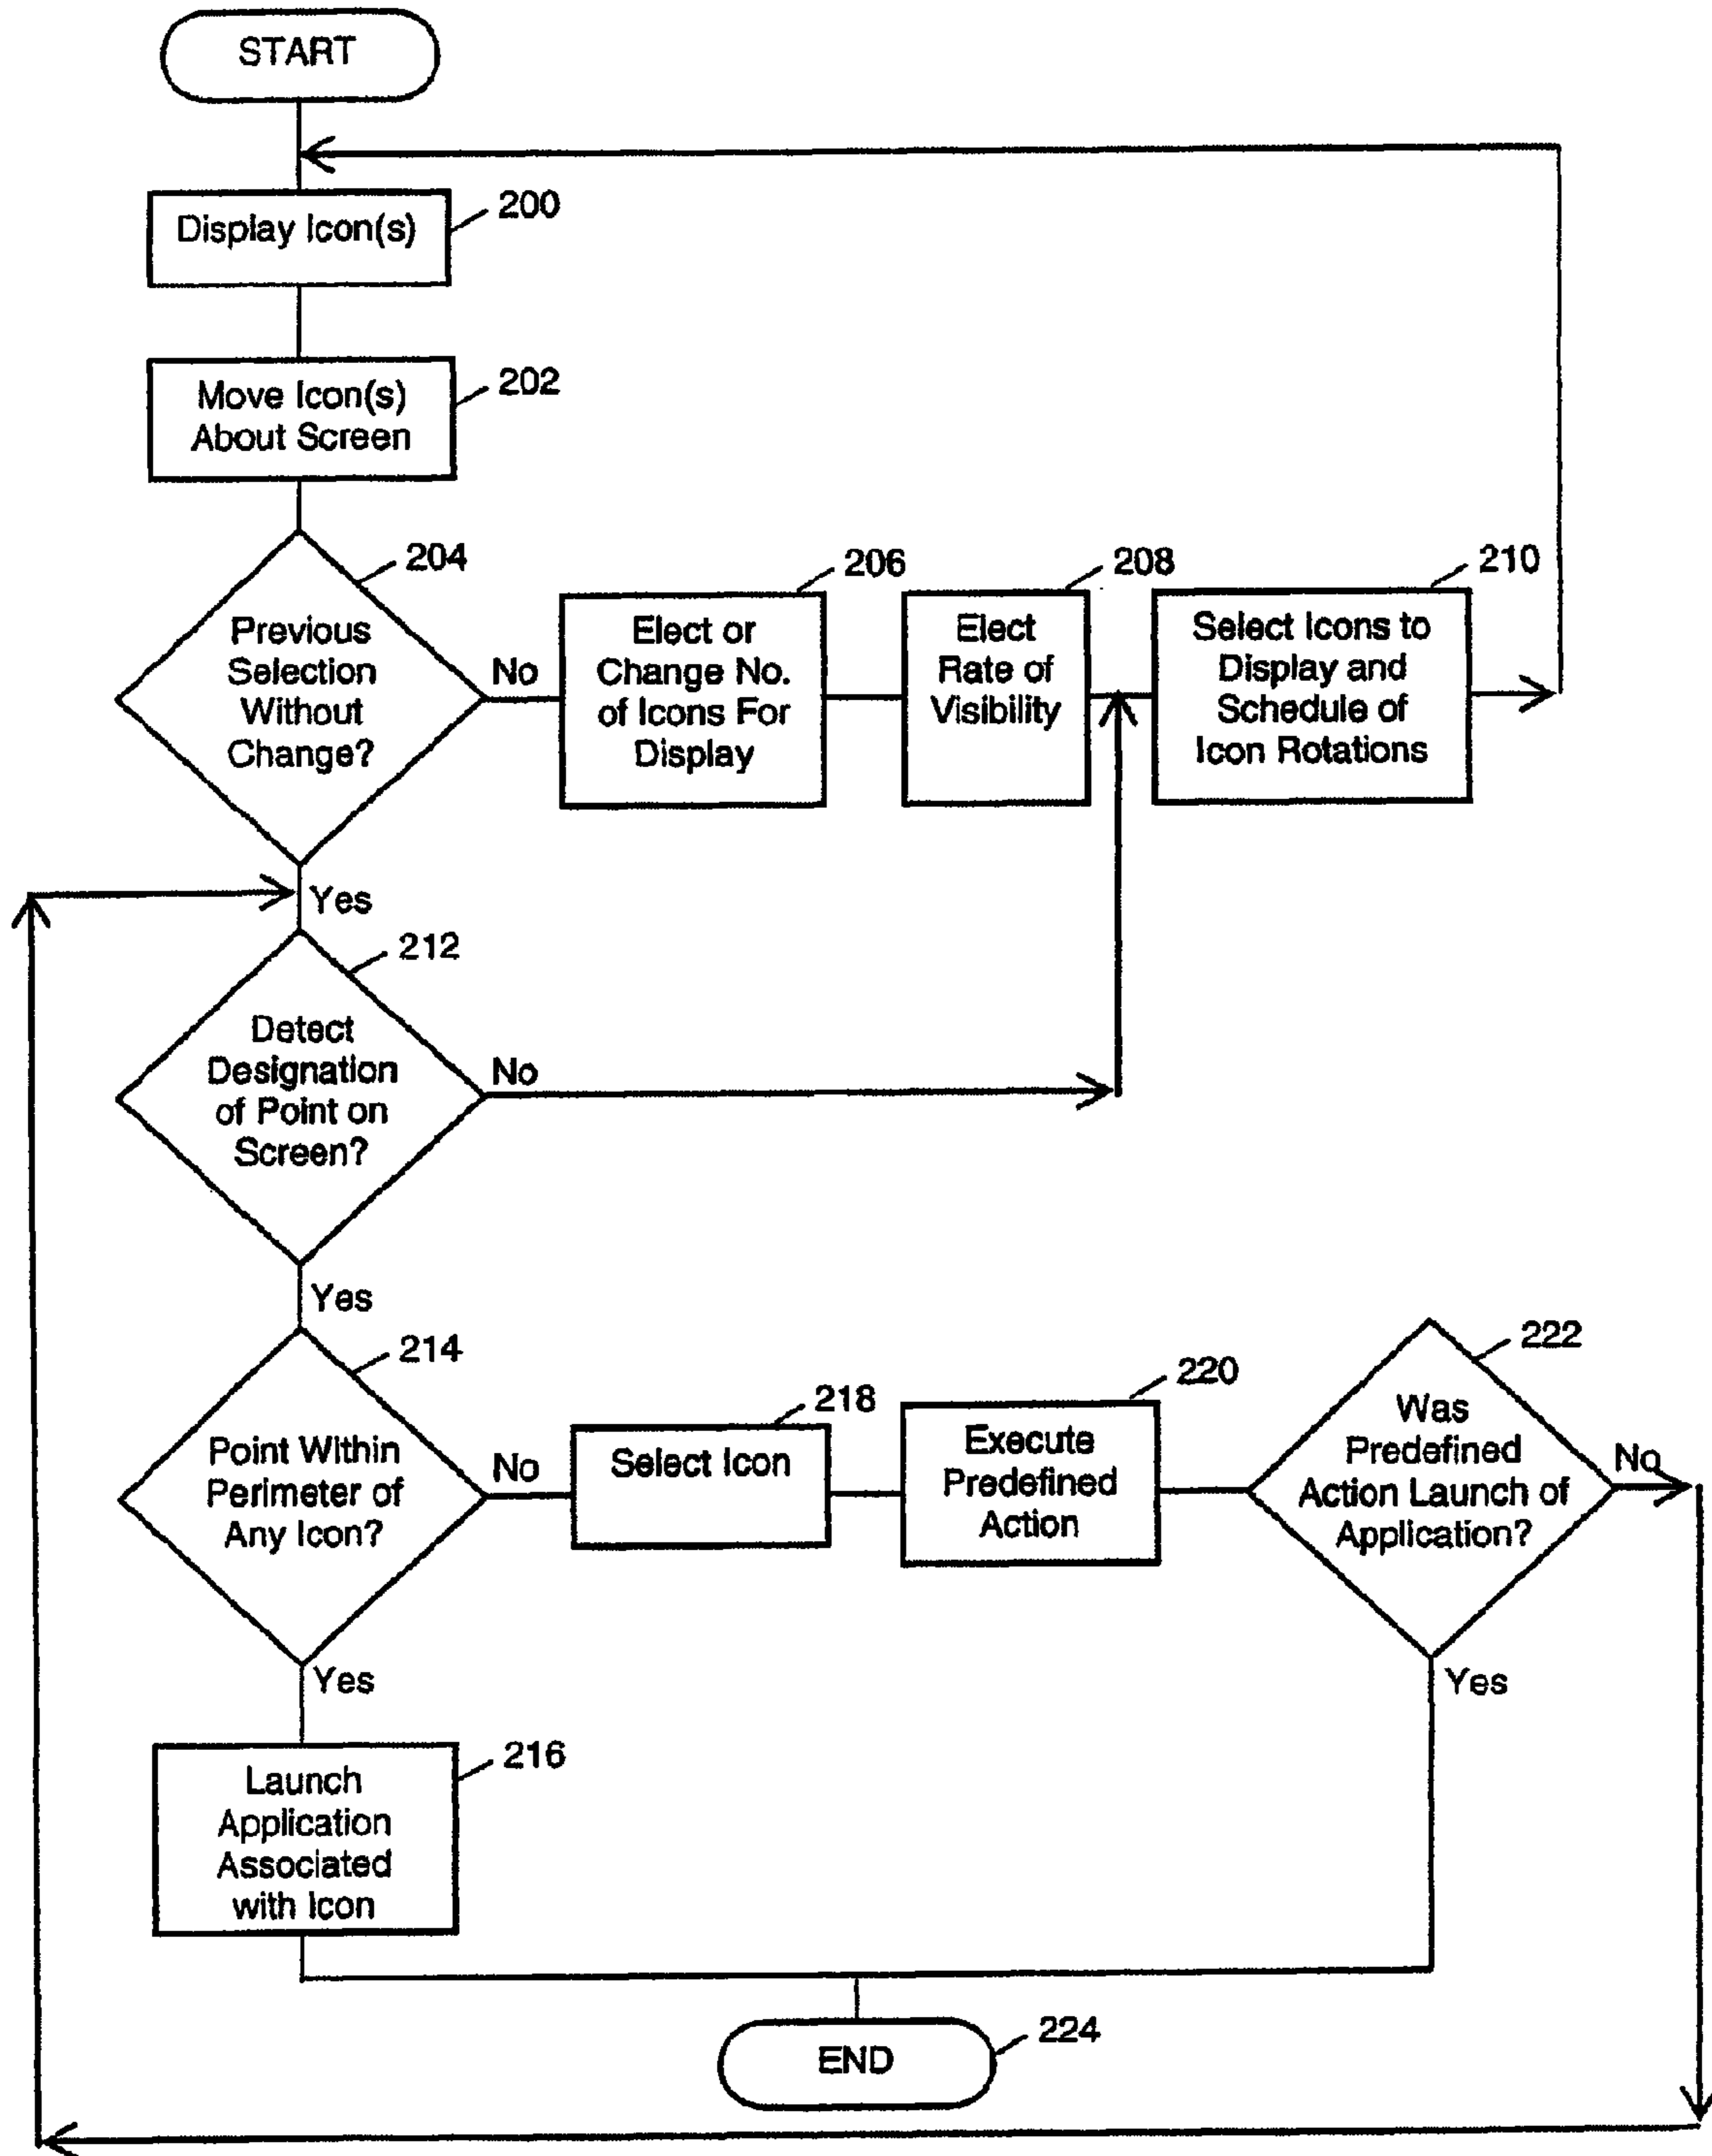 START
Display Icon(s)
200
Move Icon(s)
About Screen
202
204
Previous
Selection
Without
Change?
No
Yes
206
Elect or
Change No.
of Icons For
Display
208
Elect
Rate of
Visibility
210
Select Icons to
Display and
Schedule of
Icon Rotations
212
Detect
Designation
of Point on
Screen?
No
Yes
214
Point Within
Perimeter of
Any Icon?
No
Yes
218
Select Icon
220
Execute
Predefined
Action
222
Was
Predefined
Action Launch of
Application?
No
Yes
216
Launch
Application
Associated
with Icon
END
224